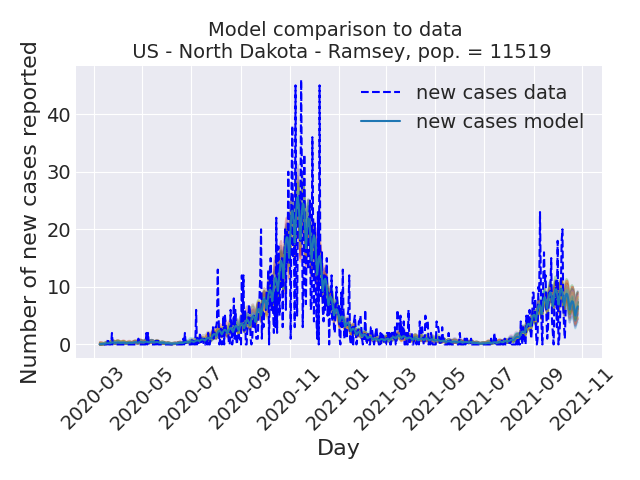 Model comparison to data
US - North Dakota - Ramsey, pop. = 11519
Number of new cases reported
40
30
20
10
0
new cases data
new cases model
2020-03
2020-05
2020-07
2020-09
2020-11
2021-01
2021-03
2021-05
2021-07
2021-09
2021-11
Day